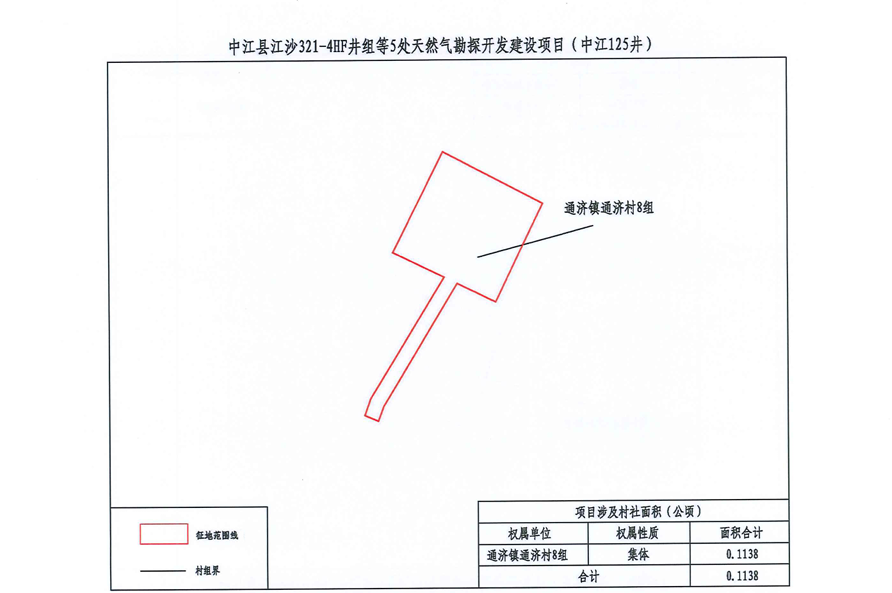 中江县江沙321-4HF井组等5处天然气勘探开发建设项目（中江125井）
通济镇通济村8组
征地范围线
村组界
项目涉及村社面积（公顷）
权属单位 权属性质 面积合计
通济镇通济村8组 集体 0.1138
合计 0.1138